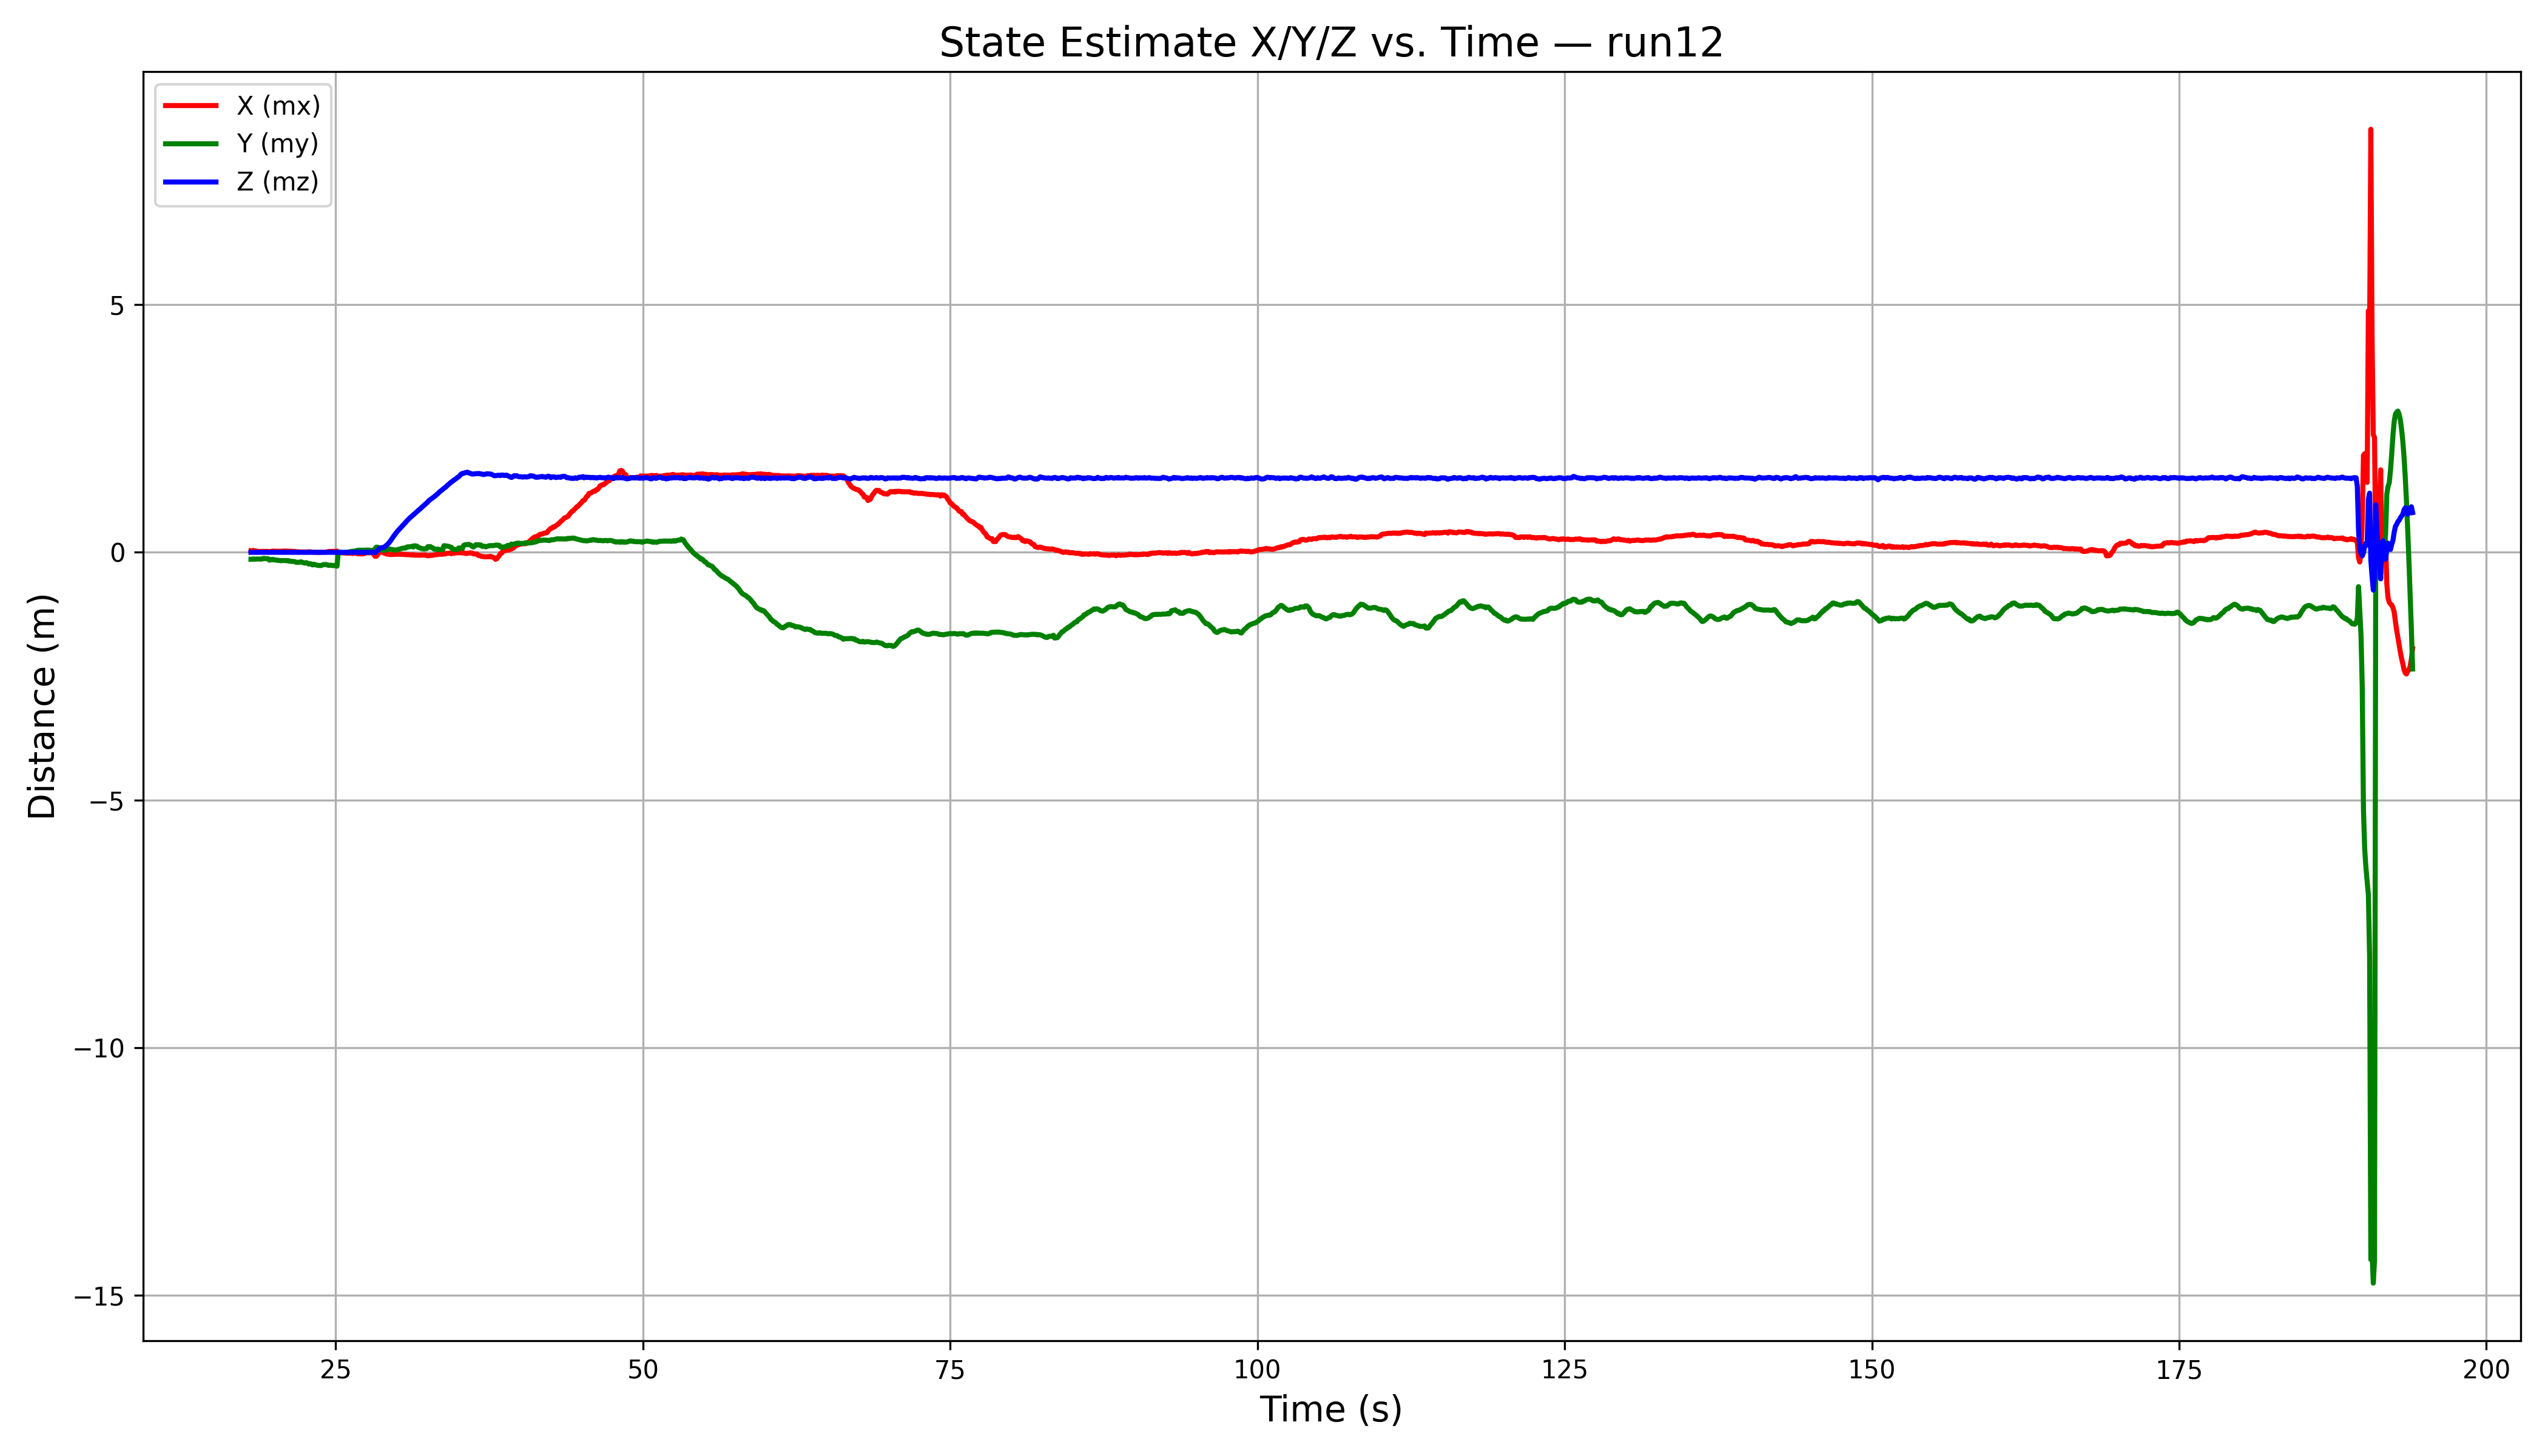 State Estimate X/Y/Z vs. Time — run12
X (mx)
Y (my)
Z (mz)
5
0
−5
−10
−15
Distance (m)
25 50 75 100 125 150 175 200
Time (s)